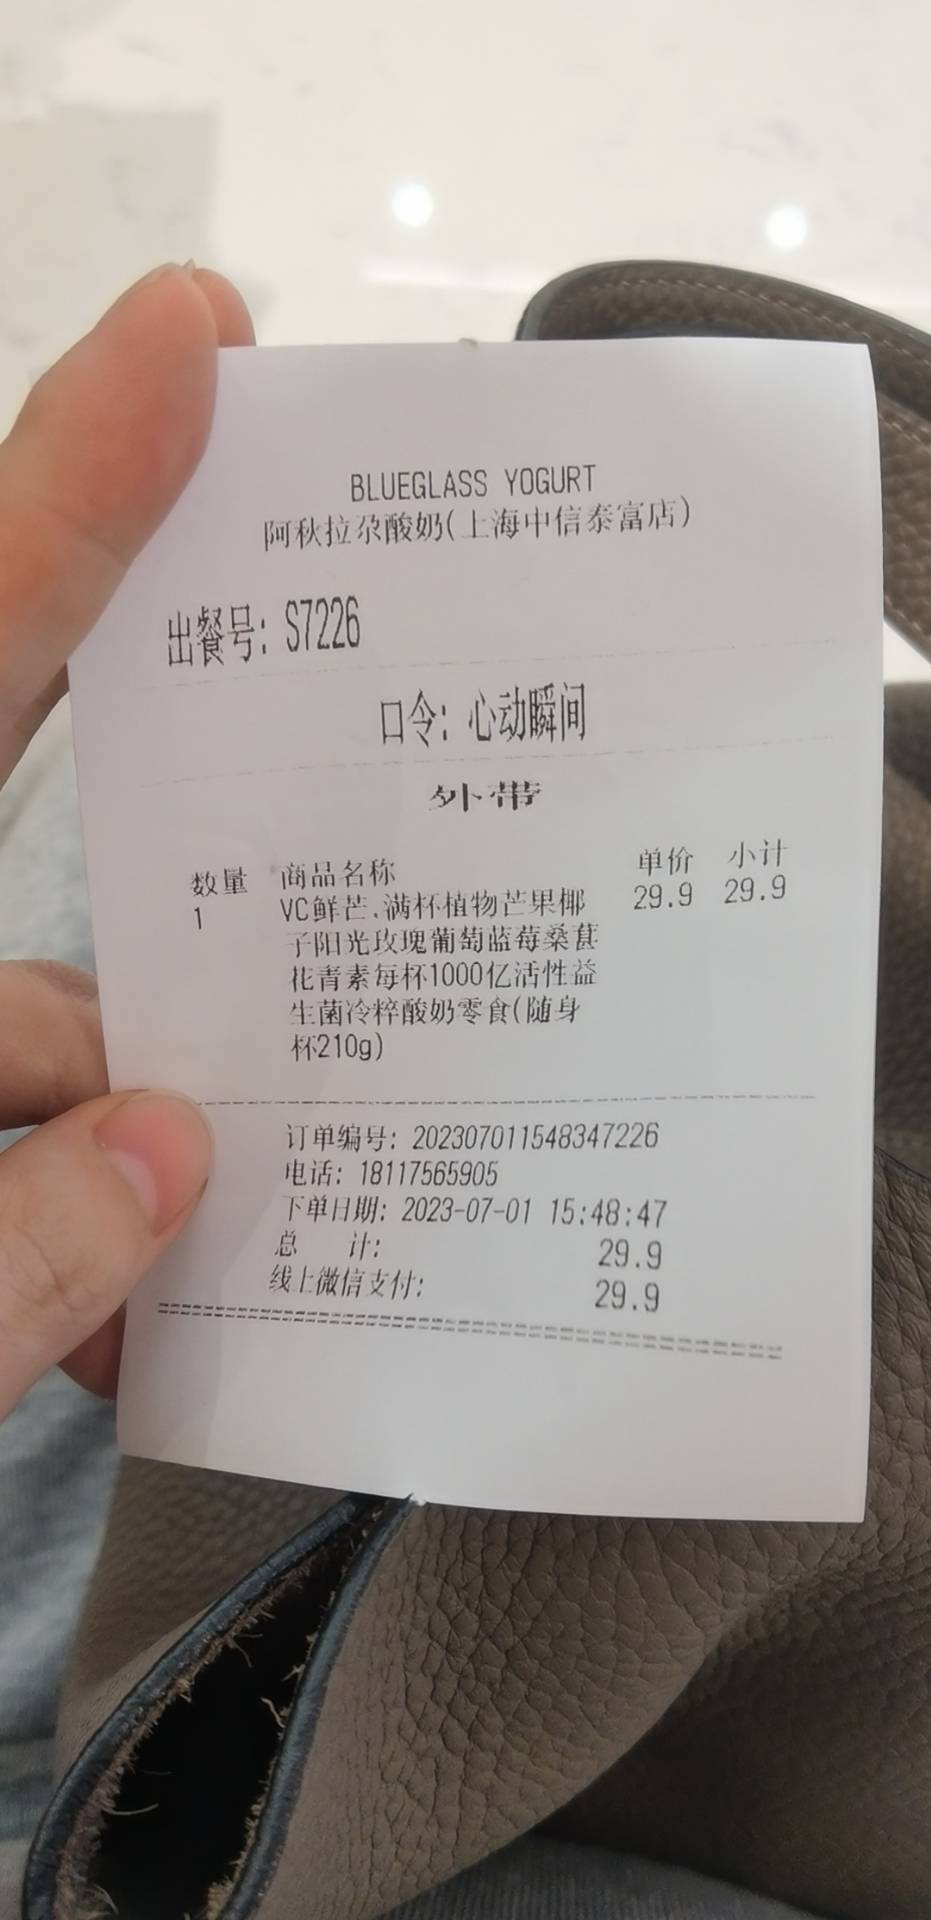 BLUEGLASS YOGURT
阿秋拉尕酸奶(上海中信泰富店)
出餐号: S7226
口令: 心动瞬间
外带
数量 商品名称 单价 小计
1 VC鲜芒、满杯植物芒果椰 29.9 29.9
子阳光玫瑰葡萄蓝莓桑葚
花青素每杯1000亿活性益
生菌冷粹酸奶零食(随身
杯210g)
订单编号: 202307011548347226
电话: 18117565905
下单日期: 2023-07-01 15:48:47
总 计: 29.9
线上微信支付: 29.9